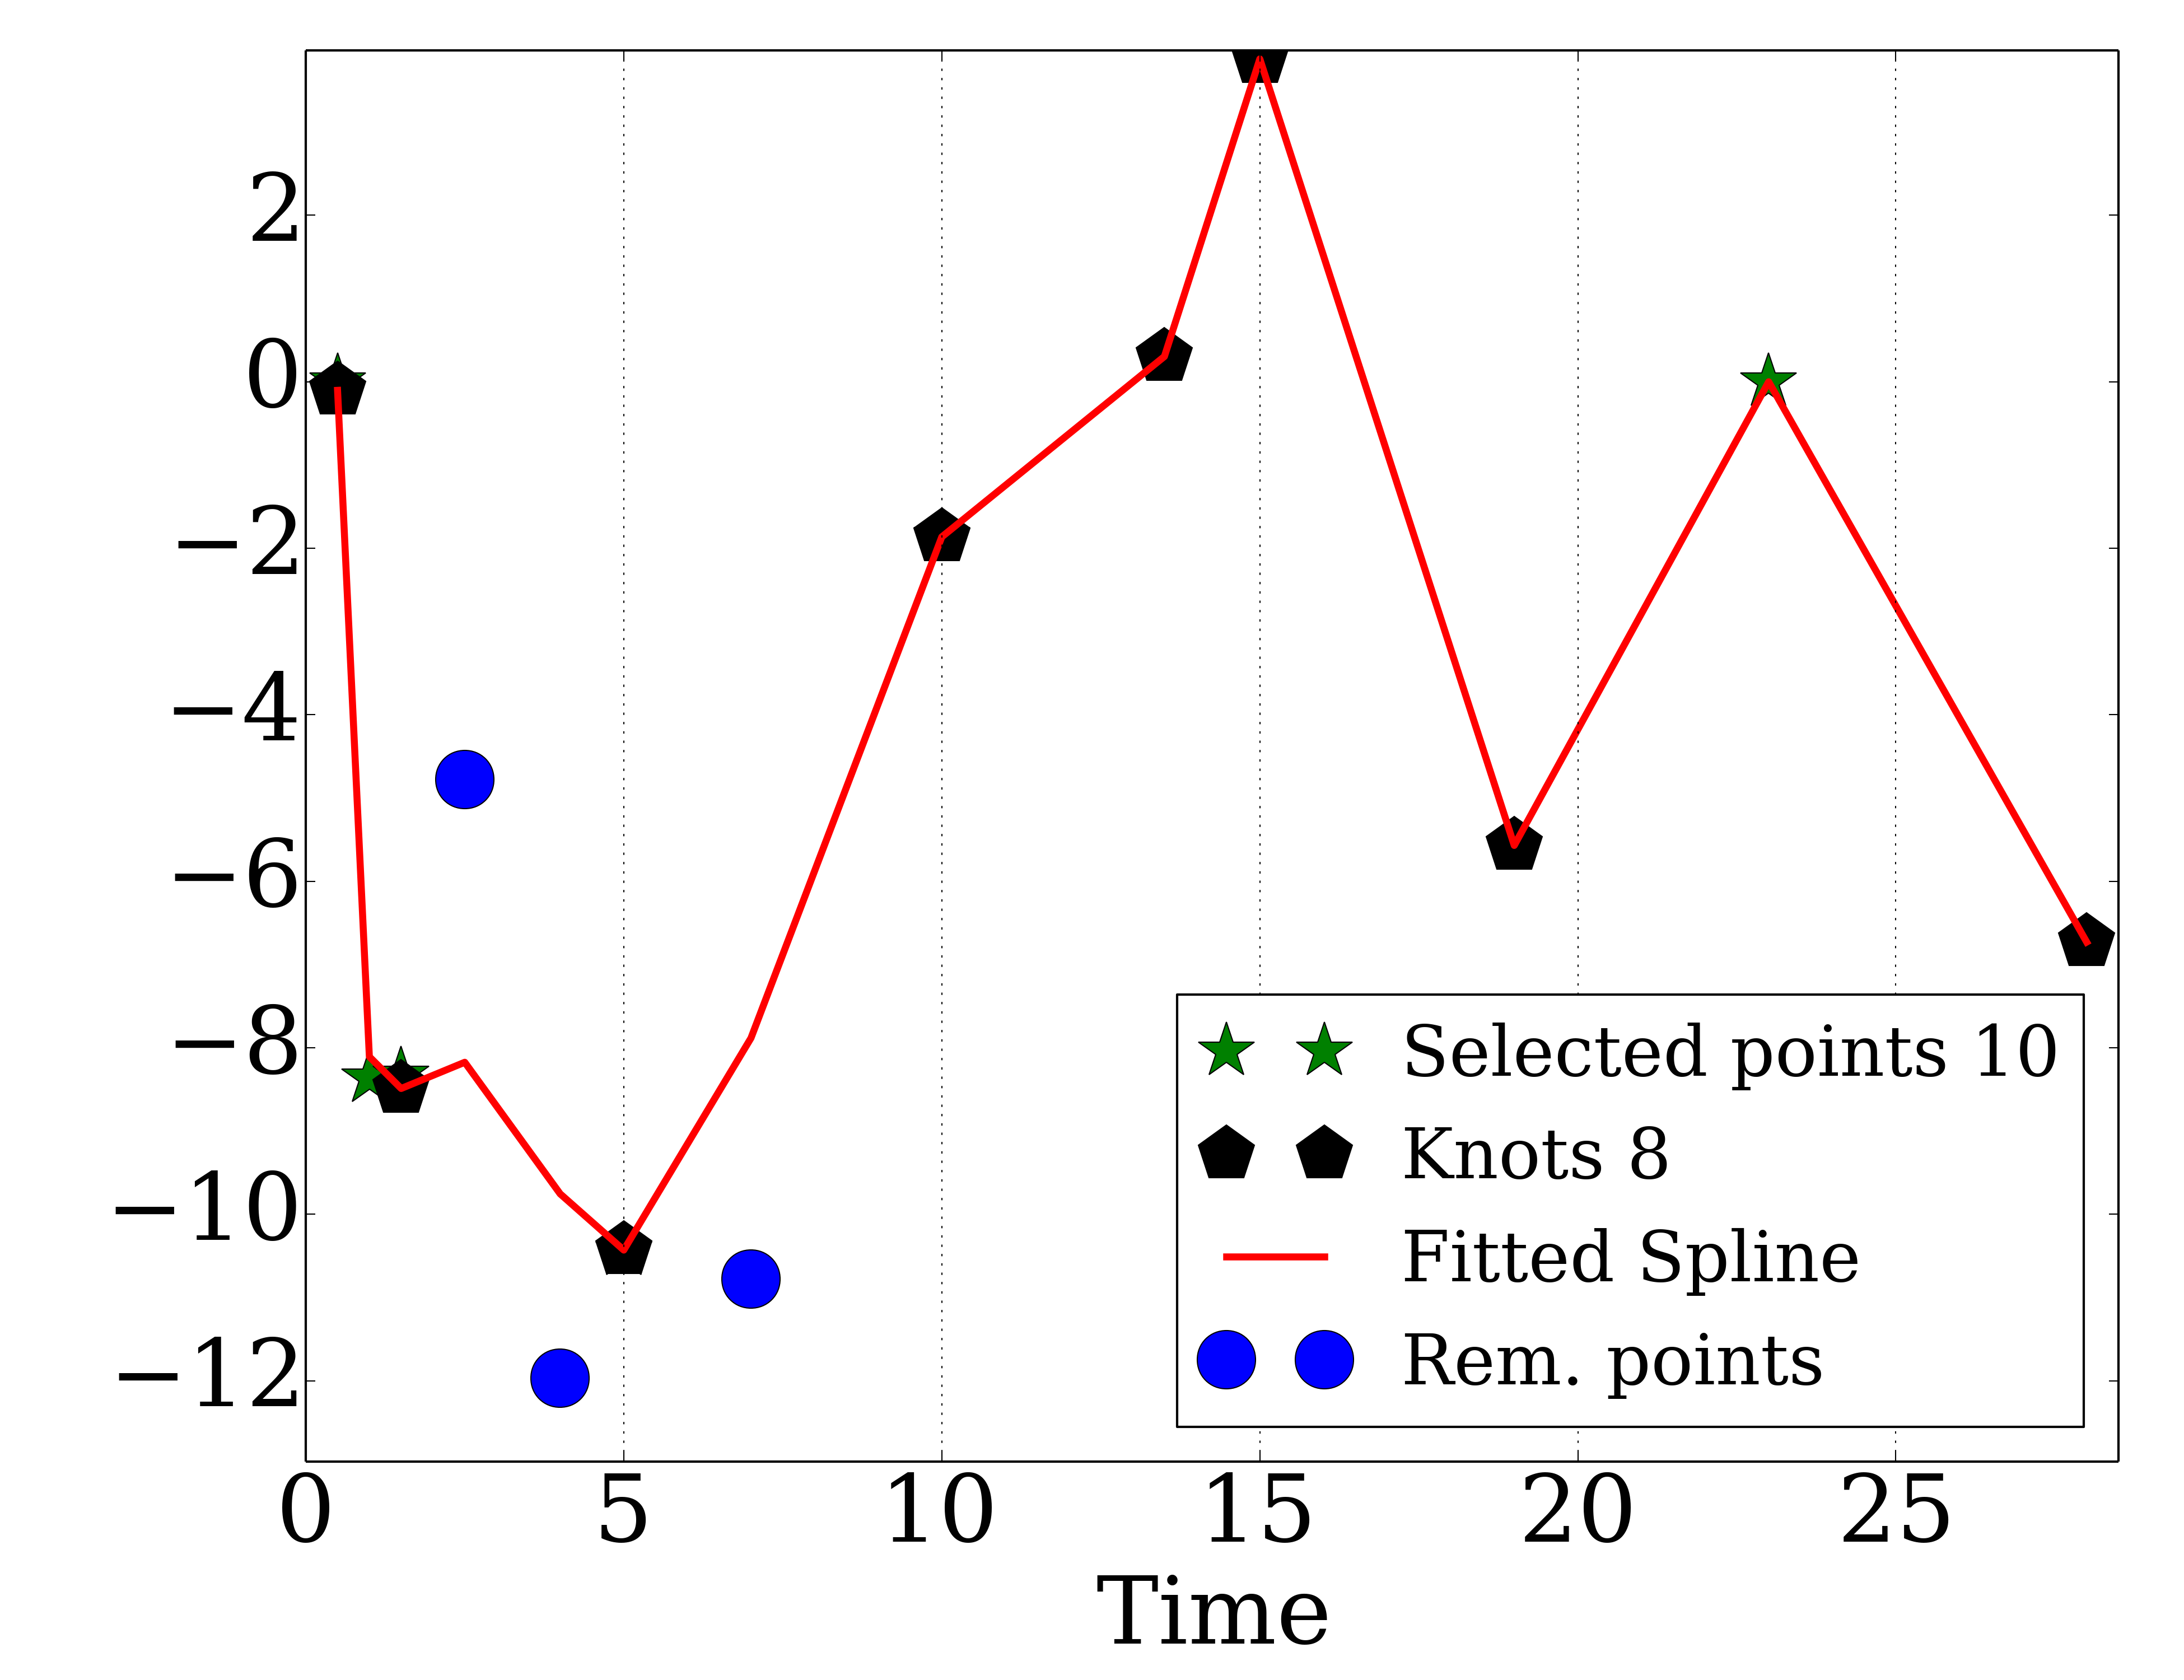 2
0
−2
−4
−6
−8
−10
−12
0 5 10 15 20 25
Time
Selected points 10
Knots 8
Fitted Spline
Rem. points